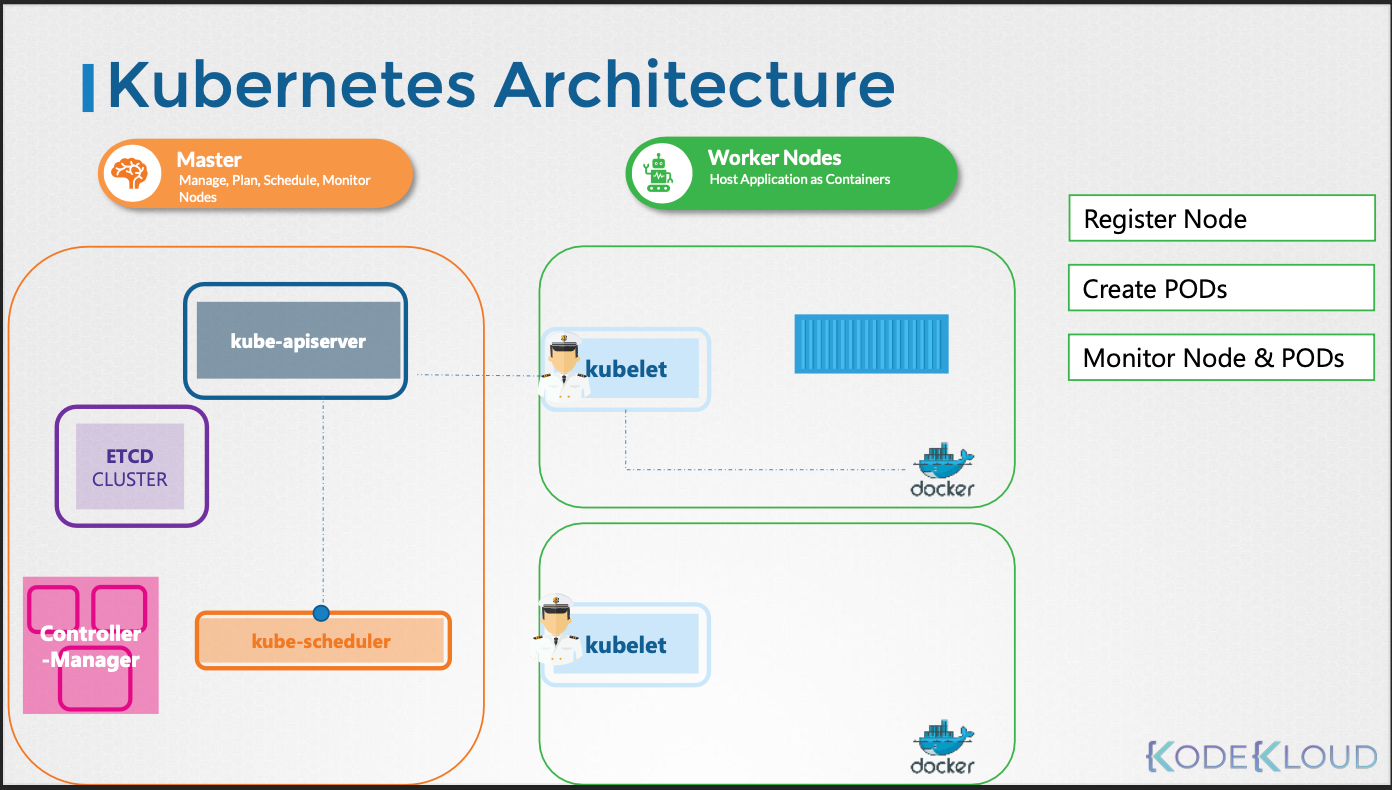 Kubernetes Architecture
Master
Manage, Plan, Schedule, Monitor
Nodes
Worker Nodes
Host Application as Containers
kube-apiserver
ETCD
CLUSTER
Controller
-Manager
kube-scheduler
kubelet
docker
kubelet
docker
Register Node
Create PODs
Monitor Node & PODs
KODEKLOUD